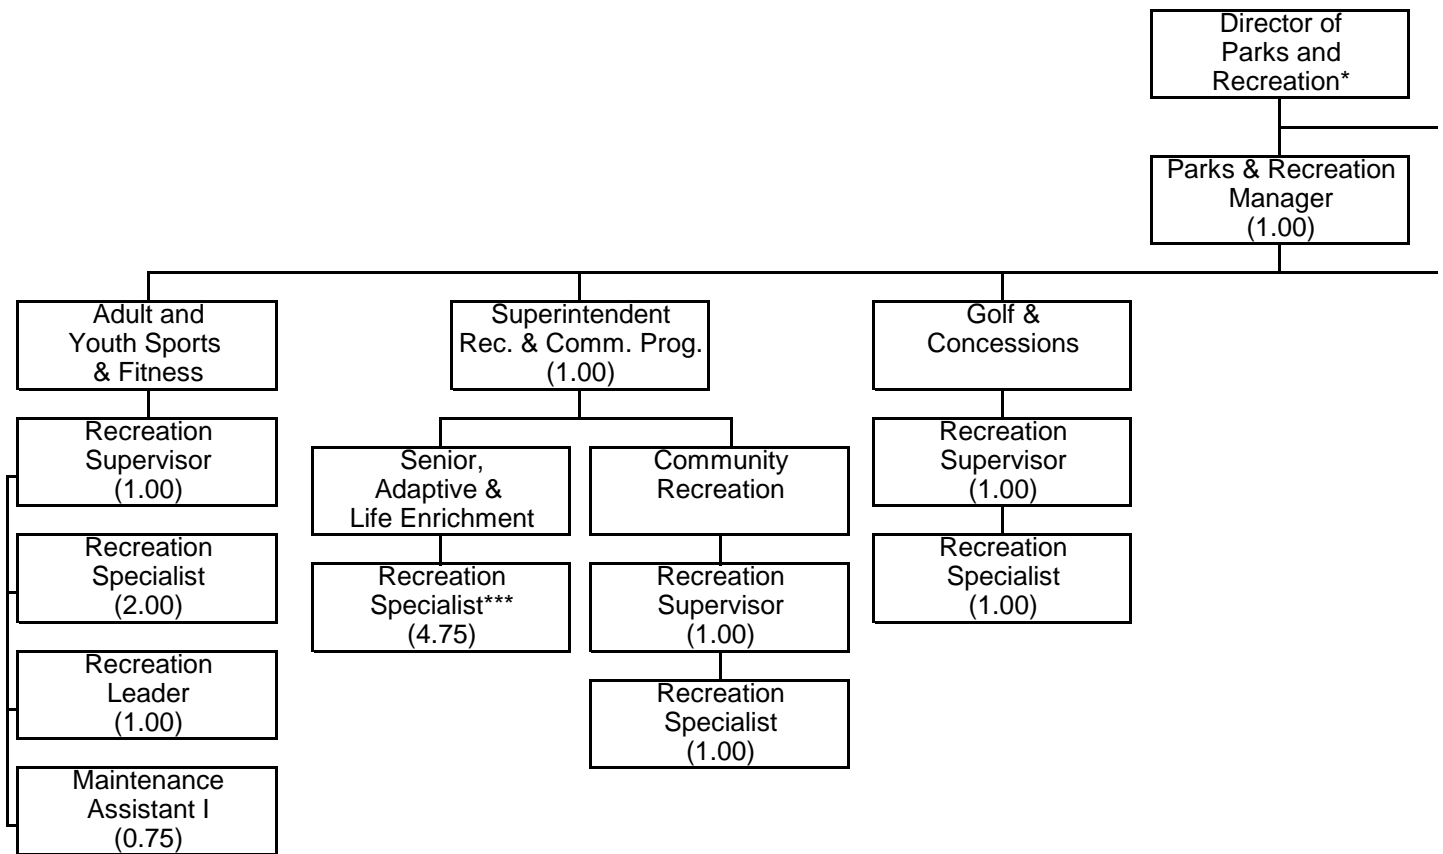 Director of
Parks and
Recreation*
Parks & Recreation
Manager
(1.00)
Adult and
Youth Sports
& Fitness
Superintendent
Rec. & Comm. Prog.
(1.00)
Golf &
Concessions
Recreation
Supervisor
(1.00)
Recreation
Specialist
(2.00)
Recreation
Leader
(1.00)
Maintenance
Assistant I
(0.75)
Senior,
Adaptive &
Life Enrichment
Recreation
Specialist***
(4.75)
Community
Recreation
Recreation
Supervisor
(1.00)
Recreation
Specialist
(1.00)
Recreation
Supervisor
(1.00)
Recreation
Specialist
(1.00)